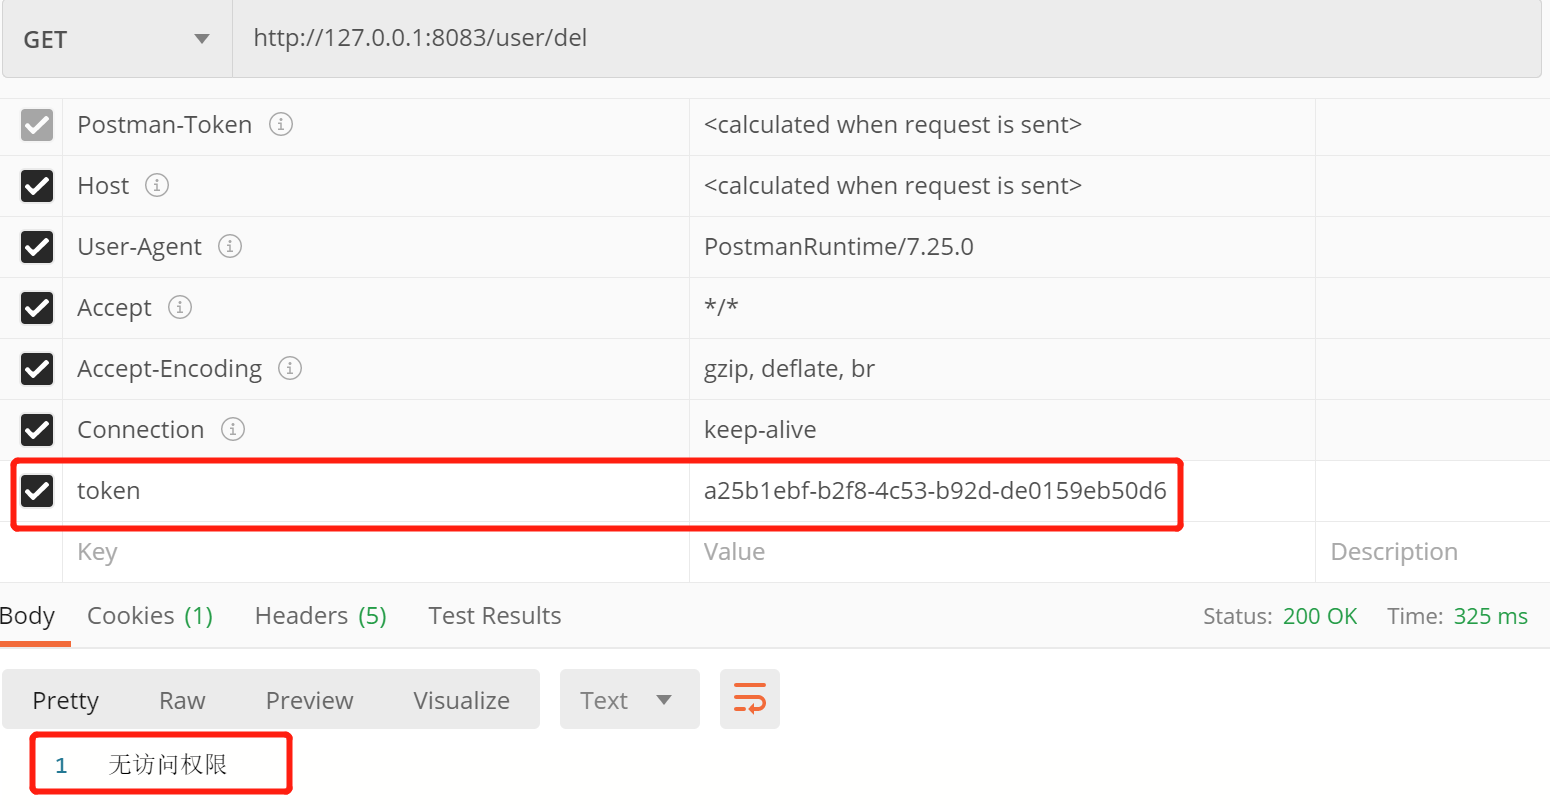 GET http://127.0.0.1:8083/user/del
Postman-Token <calculated when request is sent>
Host <calculated when request is sent>
User-Agent PostmanRuntime/7.25.0
Accept */*
Accept-Encoding gzip, deflate, br
Connection keep-alive
token a25b1ebf-b2f8-4c53-b92d-de0159eb50d6
Key Value Description
Body Cookies (1) Headers (5) Test Results Status: 200 OK Time: 325 ms
Pretty Raw Preview Visualize Text
1 无访问权限